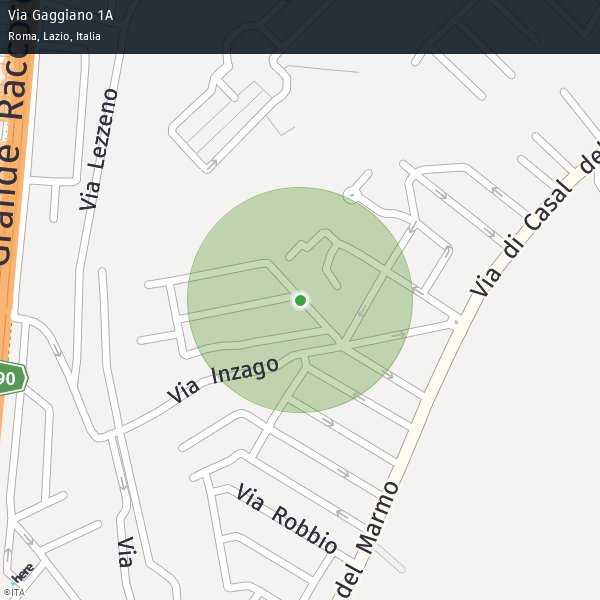 Via Gaggiano 1A
Roma, Lazio, Italia
Grande Racco
Via Lezzeno
Via di Casal del
90
Via Inzago
Via Robbio
Via
del Marmo
here
©ITA